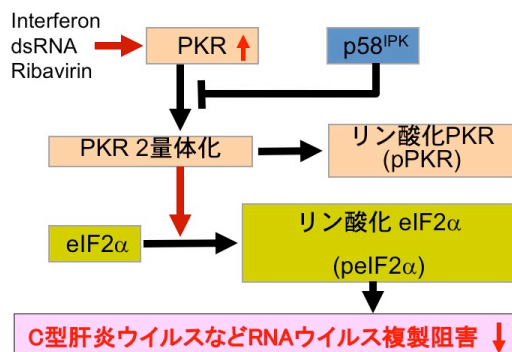 Interferon
dsRNA
Ribavirin
PKR
p58IPK
PKR 2量体化
リン酸化PKR
(pPKR)
eIF2α
リン酸化 eIF2α
(peIF2α)
C型肝炎ウイルスなどRNAウイルス複製阻害